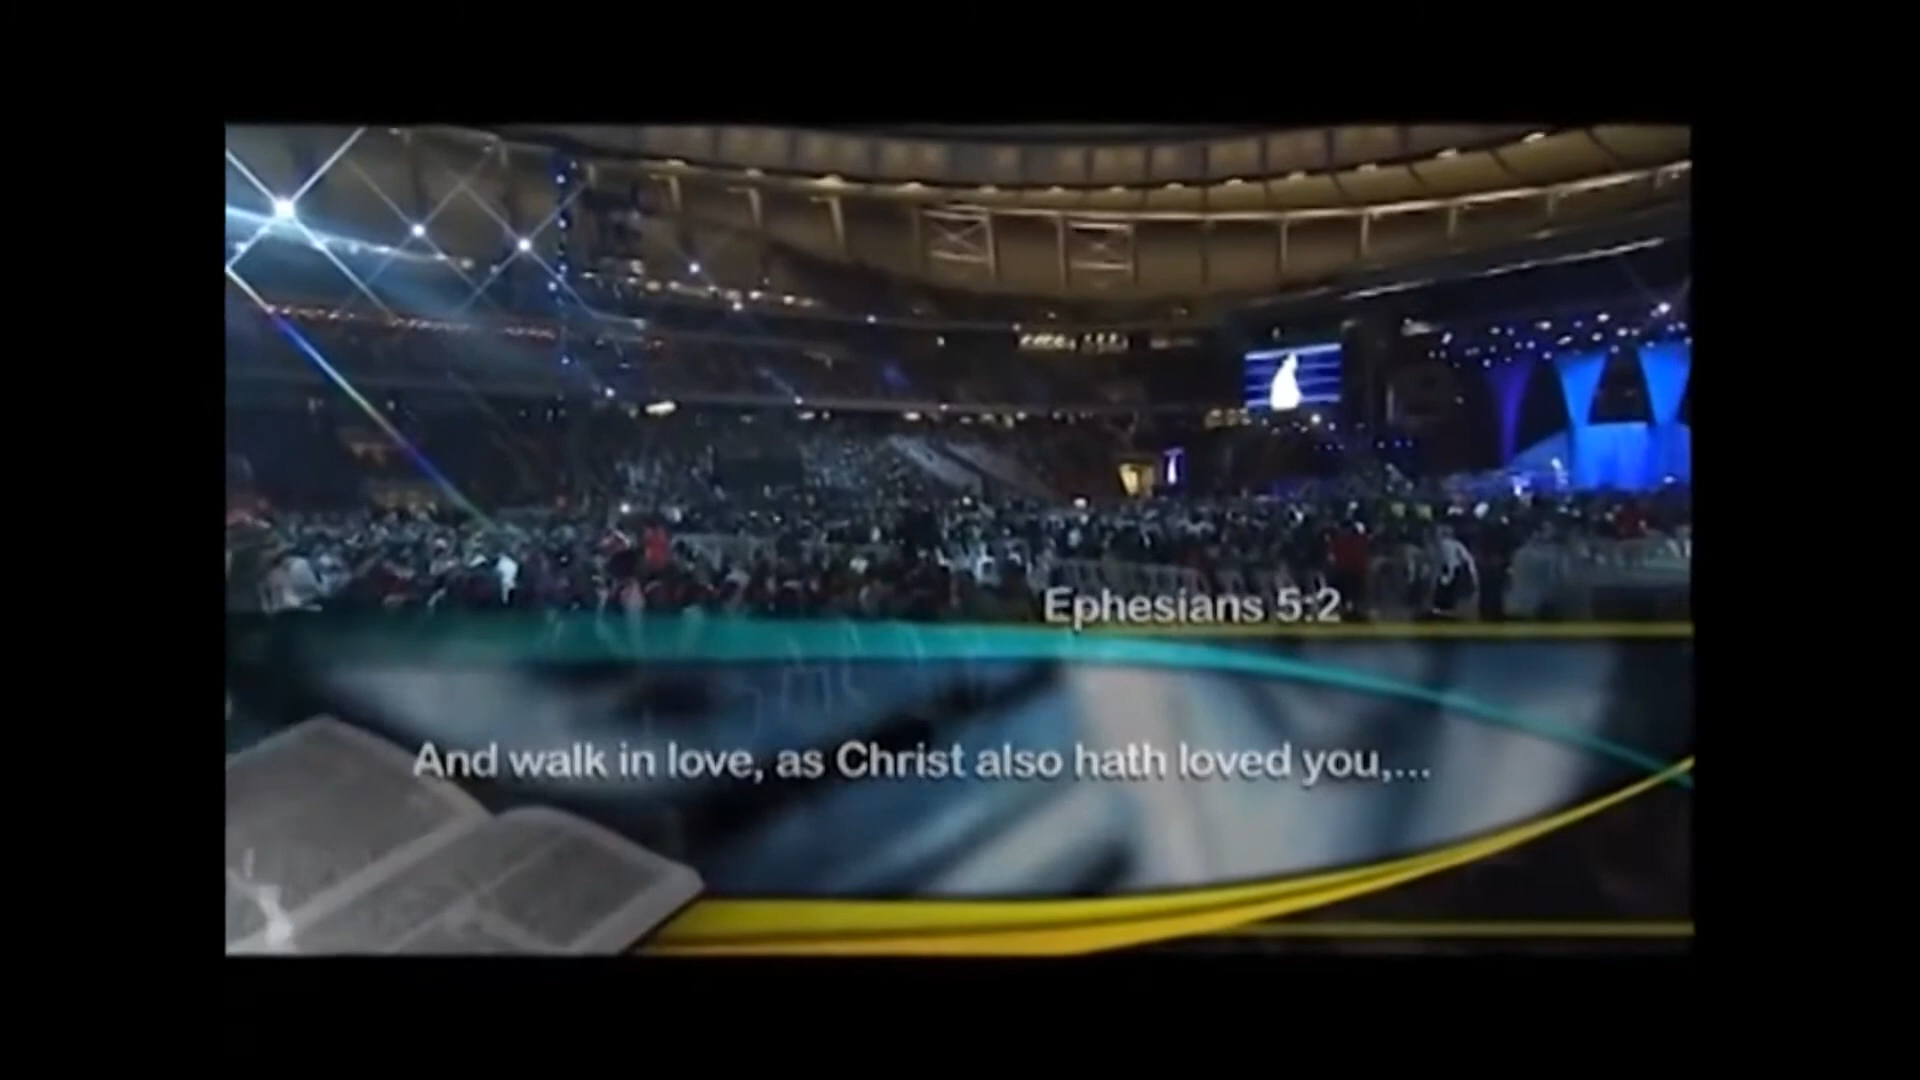 Ephesians 5:2
And walk in love, as Christ also hath loved you,...